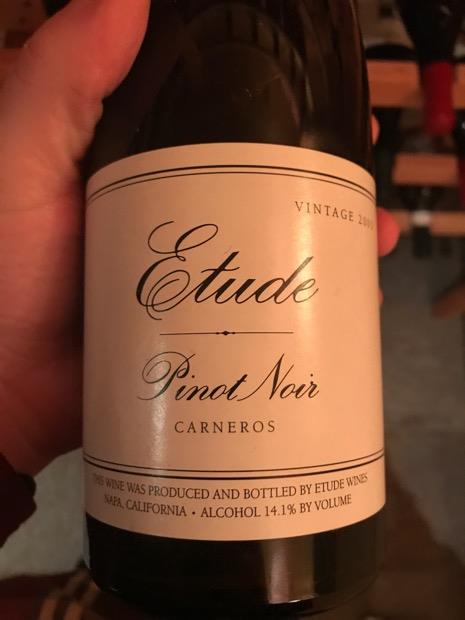 VINTAGE
Etude
Pinot Noir
CARNEROS
THIS WINE WAS PRODUCED AND BOTTLED BY ETUDE WINES
NAPA, CALIFORNIA • ALCOHOL 14.1% BY VOLUME